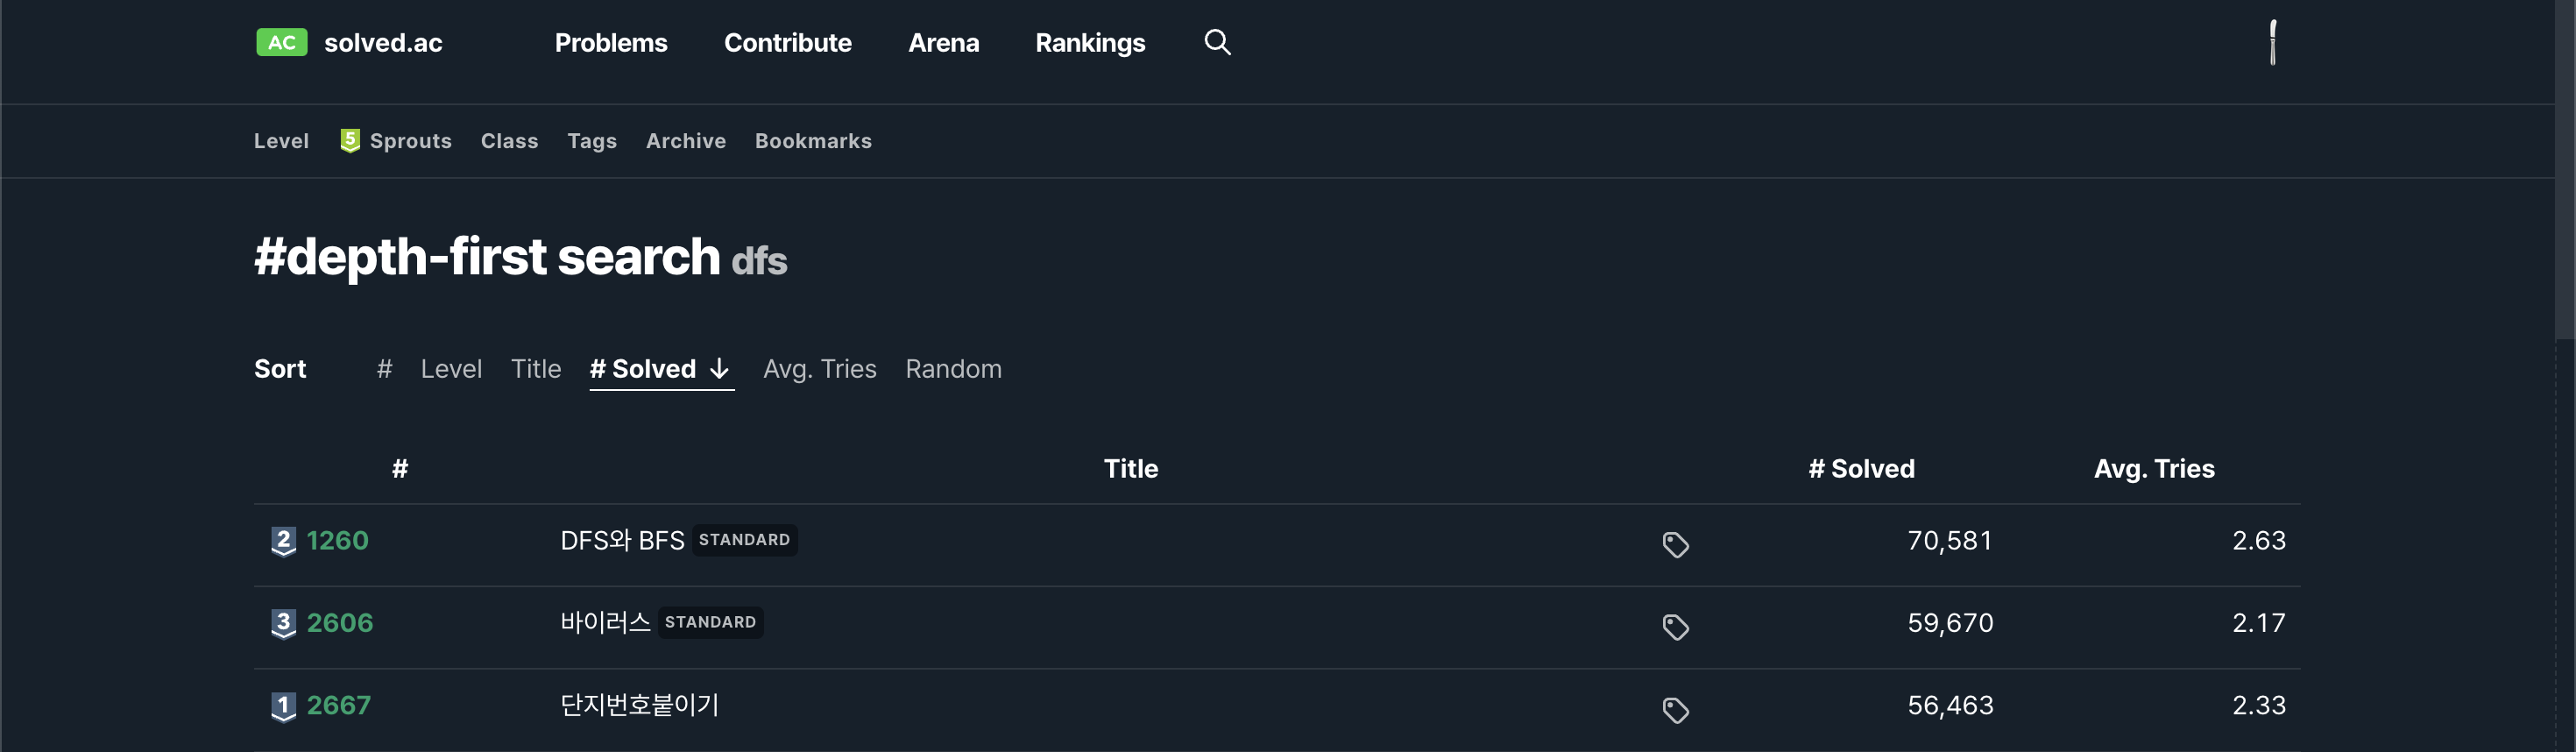 AC solved.ac Problems Contribute Arena Rankings
Level 5 Sprouts Class Tags Archive Bookmarks
#depth-first search dfs
Sort # Level Title # Solved ↓ Avg. Tries Random
# Title # Solved Avg. Tries
2 1260 DFS와 BFS STANDARD 70,581 2.63
3 2606 바이러스 STANDARD 59,670 2.17
1 2667 단지번호붙이기 56,463 2.33